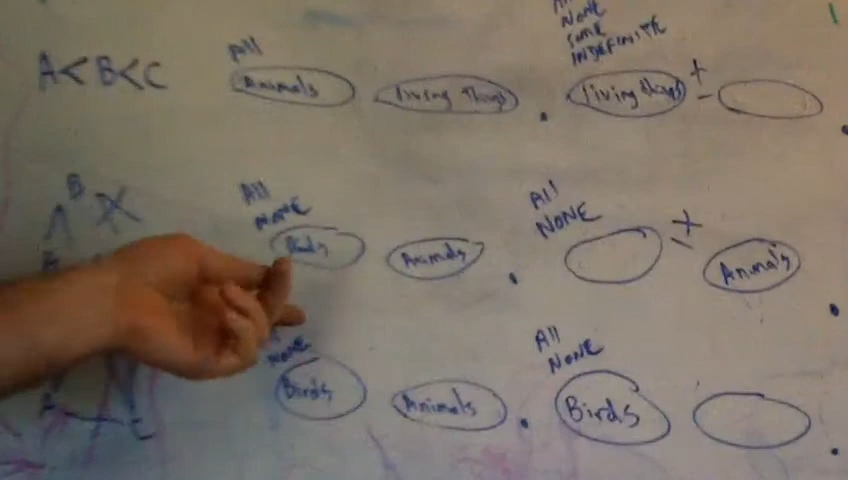 NONE
SOME
INDEFINITE
A<B<C All
Animals living things . living things + - .
All
NONE
All
NONE
B
Birds Animals . + - Animals .
NONE
All
NONE
Birds Animals . Birds .
C